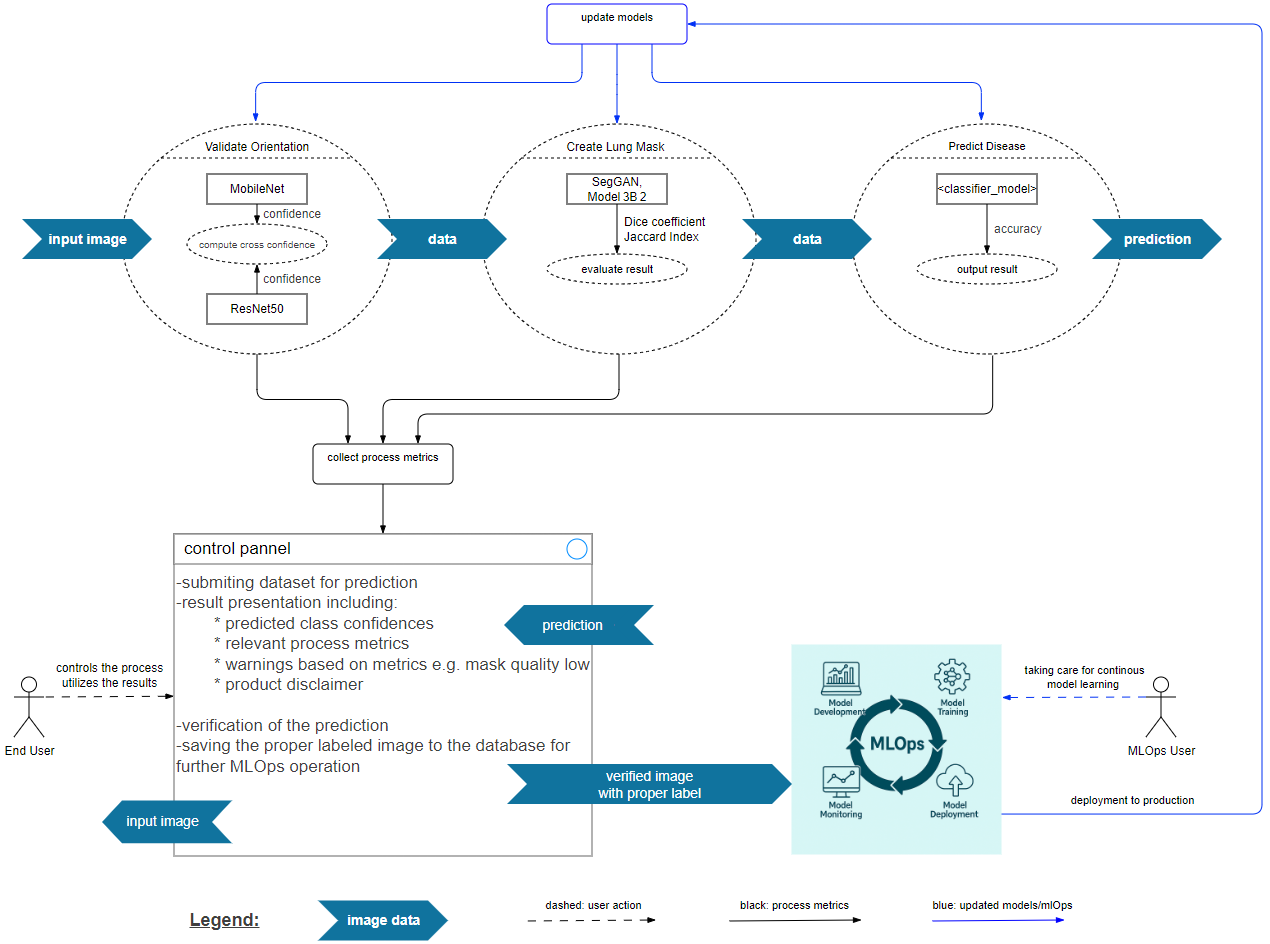 update models
Validate Orientation
MobileNet
confidence
compute cross confidence
confidence
ResNet50
Create Lung Mask
SegGAN,
Model 3B 2
Dice coefficient
Jaccard Index
evaluate result
Predict Disease
<classifier_model>
accuracy
output result
input image
data
data
prediction
collect process metrics
control pannel
-submiting dataset for prediction
-result presentation including:
* predicted class confidences
* relevant process metrics
* warnings based on metrics e.g. mask quality low
* product disclaimer
-verification of the prediction
-saving the proper labeled image to the database for
further MLOps operation
prediction
verified image
with proper label
input image
controls the process
utilizes the results
End User
Model
Development
Model
Training
MLOps
Model
Monitoring
Model
Deployment
taking care for continous
model learning
MLOps User
deployment to production
Legend:
image data
dashed: user action
black: process metrics
blue: updated models/mlOps